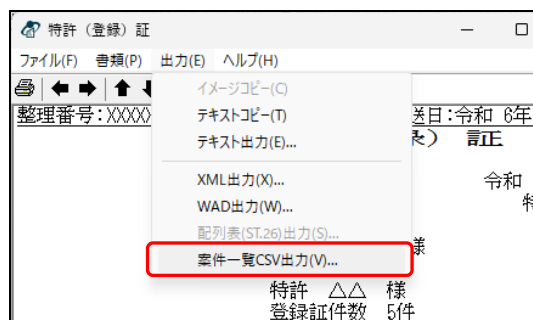 特許（登録）証
ファイル(F) 書類(P) 出力(E) ヘルプ(H)
イメージコピー(C)
テキストコピー(T)
テキスト出力(E)...
XML出力(X)...
WAD出力(W)...
配列表(ST.26)出力(S)...
案件一覧CSV出力(V)...
整理番号:XXXX 送日:令和 6年
） 証
令和
特
様
特許 △△ 様
登録証件数 5件